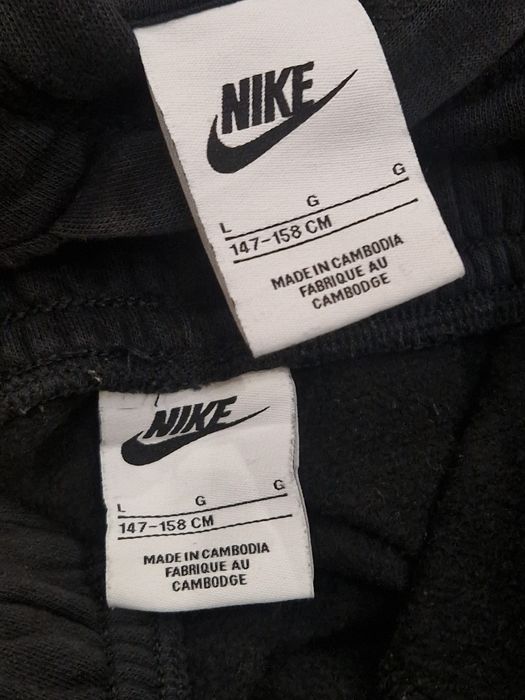 NIKE
L G G
147-158 CM
MADE IN CAMBODIA
FABRIQUE AU
CAMBODGE
NIKE
L G G
147-158 CM
MADE IN CAMBODIA
FABRIQUE AU
CAMBODGE